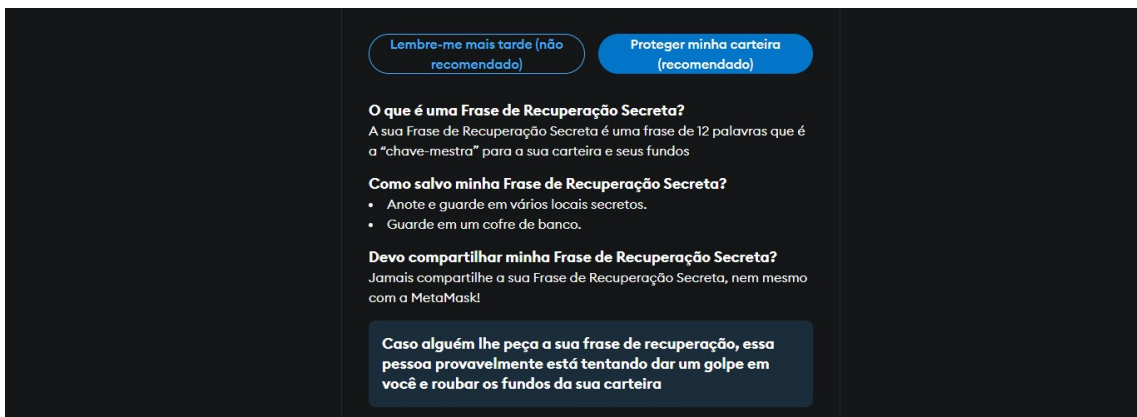 Lembre-me mais tarde (não
recomendado)
Proteger minha carteira
(recomendado)
O que é uma Frase de Recuperação Secreta?
A sua Frase de Recuperação Secreta é uma frase de 12 palavras que é
a “chave-mestra” para a sua carteira e seus fundos
Como salvo minha Frase de Recuperação Secreta?
• Anote e guarde em vários locais secretos.
• Guarde em um cofre de banco.
Devo compartilhar minha Frase de Recuperação Secreta?
Jamais compartilhe a sua Frase de Recuperação Secreta, nem mesmo
com a MetaMask!
Caso alguém lhe peça a sua frase de recuperação, essa
pessoa provavelmente está tentando dar um golpe em
você e roubar os fundos da sua carteira